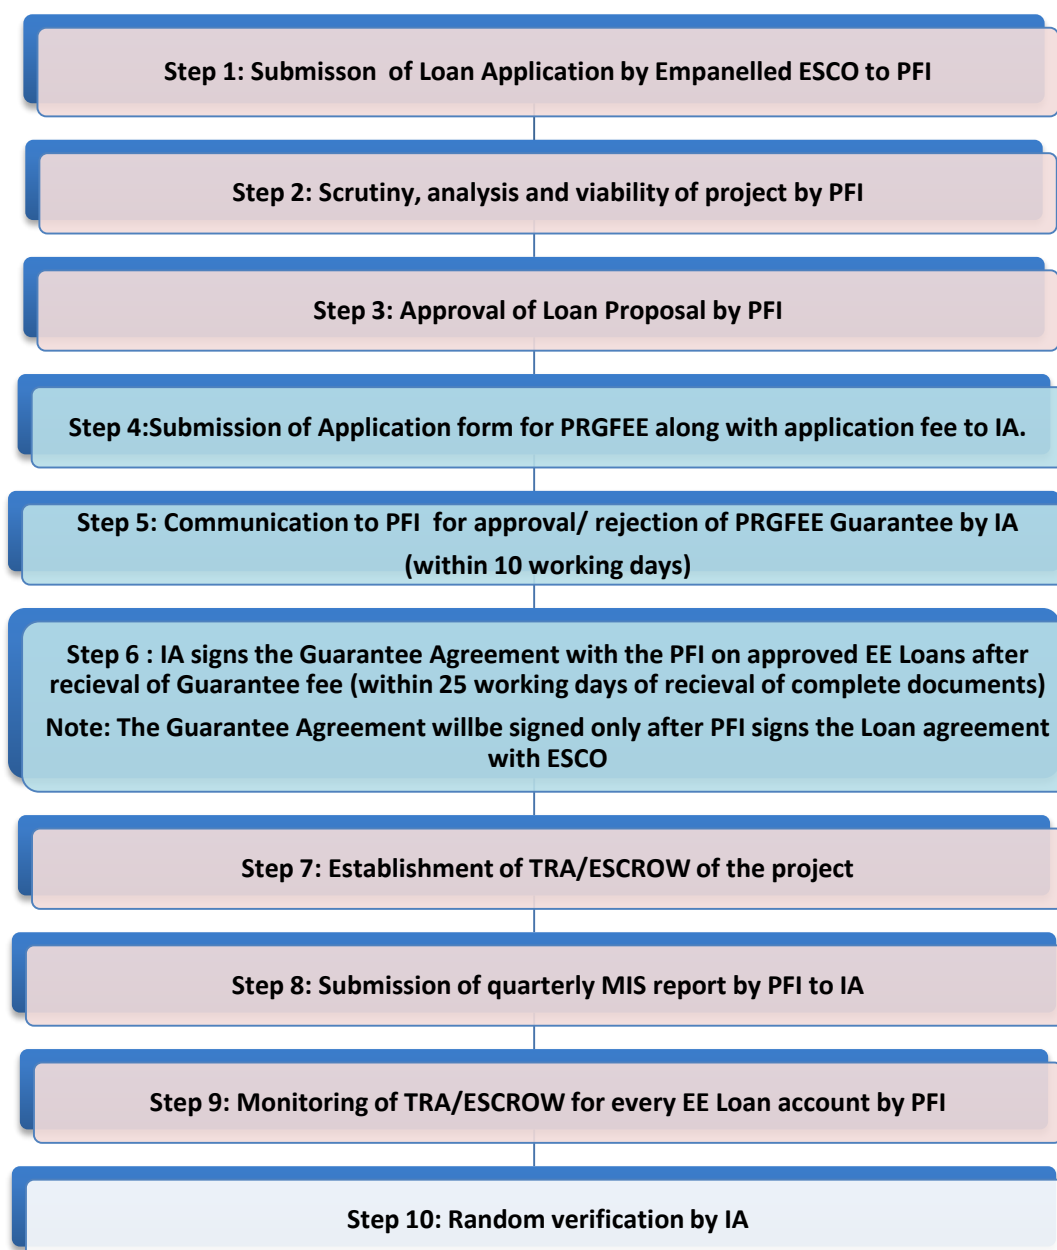 Step 1: Submisson  of Loan Application by Empanelled ESCO to PFI
Step 2: Scrutiny, analysis and viability of project by PFI
Step 3: Approval of Loan Proposal by PFI
Step 4:Submission of Application form for PRGFEE along with application fee to IA.
Step 5: Communication to PFI  for approval/ rejection of PRGFEE Guarantee by IA
(within 10 working days)
Step 6 : IA signs the Guarantee Agreement with the PFI on approved EE Loans after
recieval of Guarantee fee (within 25 working days of recieval of complete documents)
Note: The Guarantee Agreement willbe signed only after PFI signs the Loan agreement
with ESCO
Step 7: Establishment of TRA/ESCROW of the project
Step 8: Submission of quarterly MIS report by PFI to IA
Step 9: Monitoring of TRA/ESCROW for every EE Loan account by PFI
Step 10: Random verification by IA